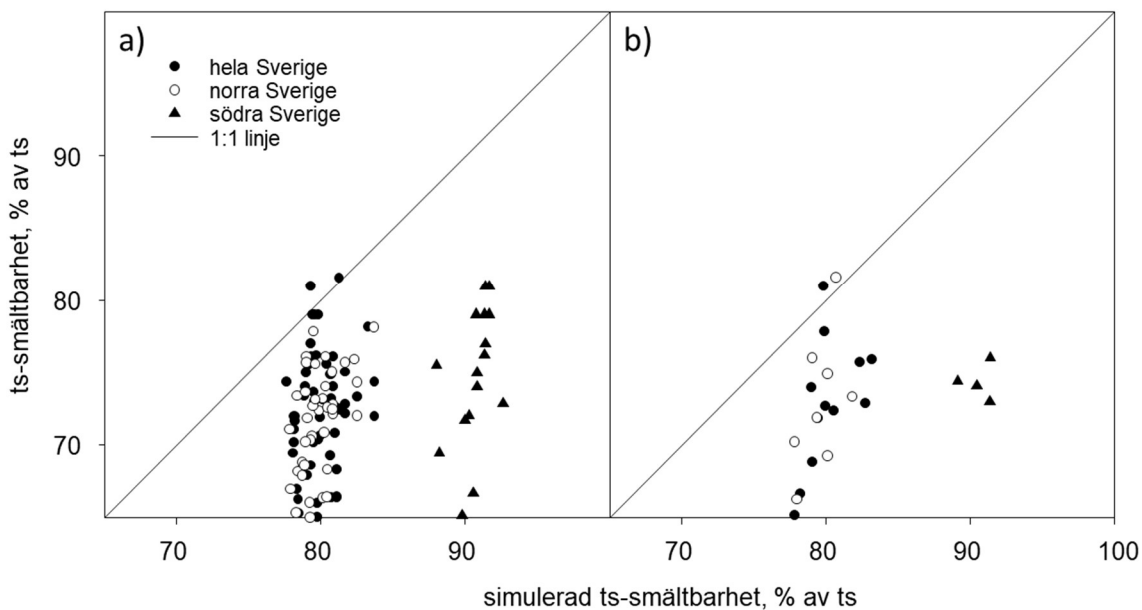 a)
hela Sverige
norra Sverige
södra Sverige
1:1 linje
b)
ts-smältbarhet, % av ts
90
80
70
70 80 90 70 80 90 100
simulerad ts-smältbarhet, % av ts